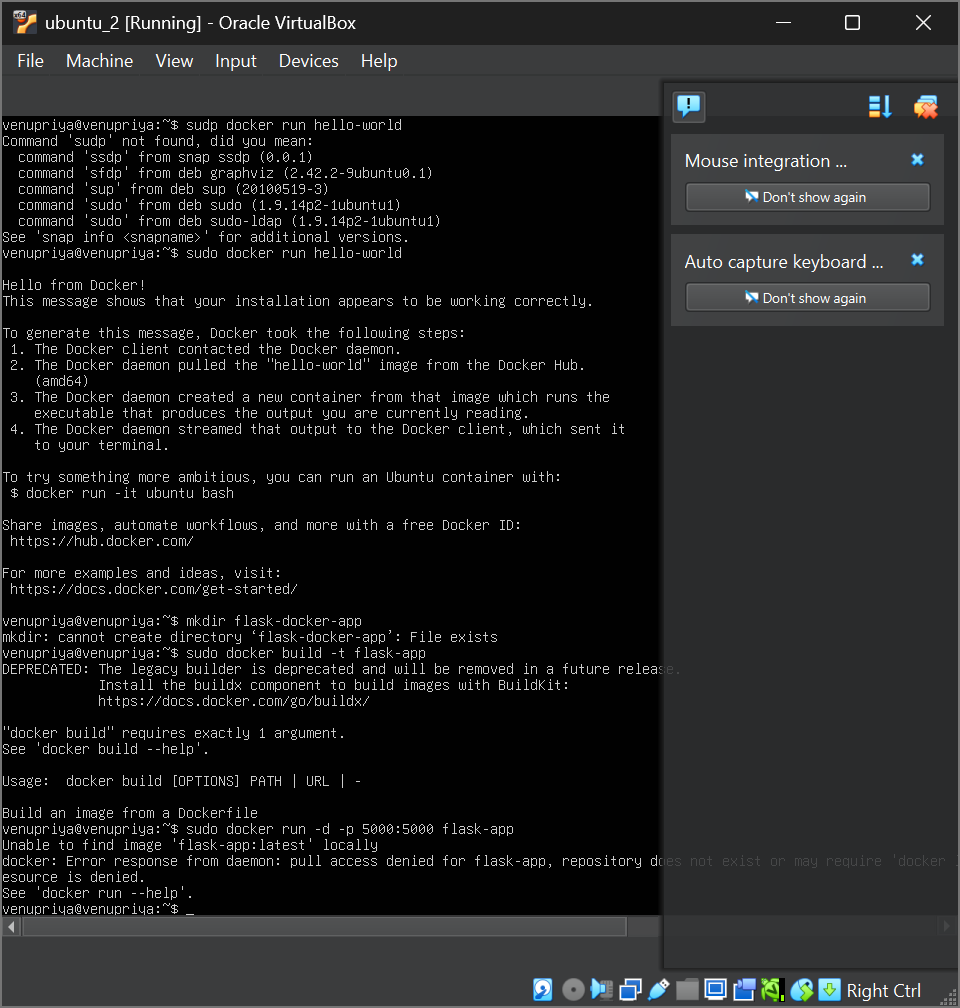 ubuntu_2 [Running] - Oracle VirtualBox
File Machine View Input Devices Help
venupriya@venupriya:~$ sudp docker run hello-world
Command 'sudp' not found, did you mean:
  command 'ssdp' from snap ssdp (0.0.1)
  command 'sfdp' from deb graphviz (2.42.2-9ubuntu0.1)
  command 'sup' from deb sup (20100519-3)
  command 'sudo' from deb sudo (1.9.14p2-1ubuntu1)
  command 'sudo' from deb sudo-ldap (1.9.14p2-1ubuntu1)
See 'snap info <snapname>' for additional versions.
venupriya@venupriya:~$ sudo docker run hello-world
Hello from Docker!
This message shows that your installation appears to be working correctly.
To generate this message, Docker took the following steps:
 1. The Docker client contacted the Docker daemon.
 2. The Docker daemon pulled the "hello-world" image from the Docker Hub.
    (amd64)
 3. The Docker daemon created a new container from that image which runs the
    executable that produces the output you are currently reading.
 4. The Docker daemon streamed that output to the Docker client, which sent it
    to your terminal.
To try something more ambitious, you can run an Ubuntu container with:
 $ docker run -it ubuntu bash
Share images, automate workflows, and more with a free Docker ID:
 https://hub.docker.com/
For more examples and ideas, visit:
 https://docs.docker.com/get-started/
venupriya@venupriya:~$ mkdir flask-docker-app
mkdir: cannot create directory ‘flask-docker-app’: File exists
venupriya@venupriya:~$ sudo docker build -t flask-app
DEPRECATED: The legacy builder is deprecated and will be removed in a future release.
            Install the buildx component to build images with BuildKit:
            https://docs.docker.com/go/buildx/
"docker build" requires exactly 1 argument.
See 'docker build --help'.
Usage:  docker build [OPTIONS] PATH | URL | -
Build an image from a Dockerfile
venupriya@venupriya:~$ sudo docker run -d -p 5000:5000 flask-app
Unable to find image 'flask-app:latest' locally
docker: Error response from daemon: pull access denied for flask-app, repository does not exist or may require 'docker
esource is denied.
See 'docker run --help'.
venupriya@venupriya:~$ _
Mouse integration ...
Don't show again
Auto capture keyboard ...
Don't show again
Right Ctrl